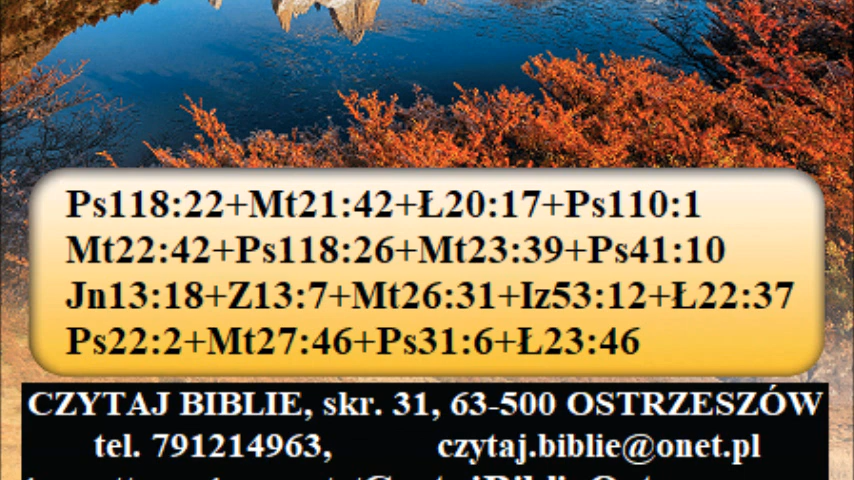 Ps118:22+Mt21:42+Ł20:17+Ps110:1
Mt22:42+Ps118:26+Mt23:39+Ps41:10
Jn13:18+Z13:7+Mt26:31+Iz53:12+Ł22:37
Ps22:2+Mt27:46+Ps31:6+Ł23:46
CZYTAJ BIBLIE, skr. 31, 63-500 OSTRZESZÓW
tel. 791214963, czytaj.biblie@onet.pl